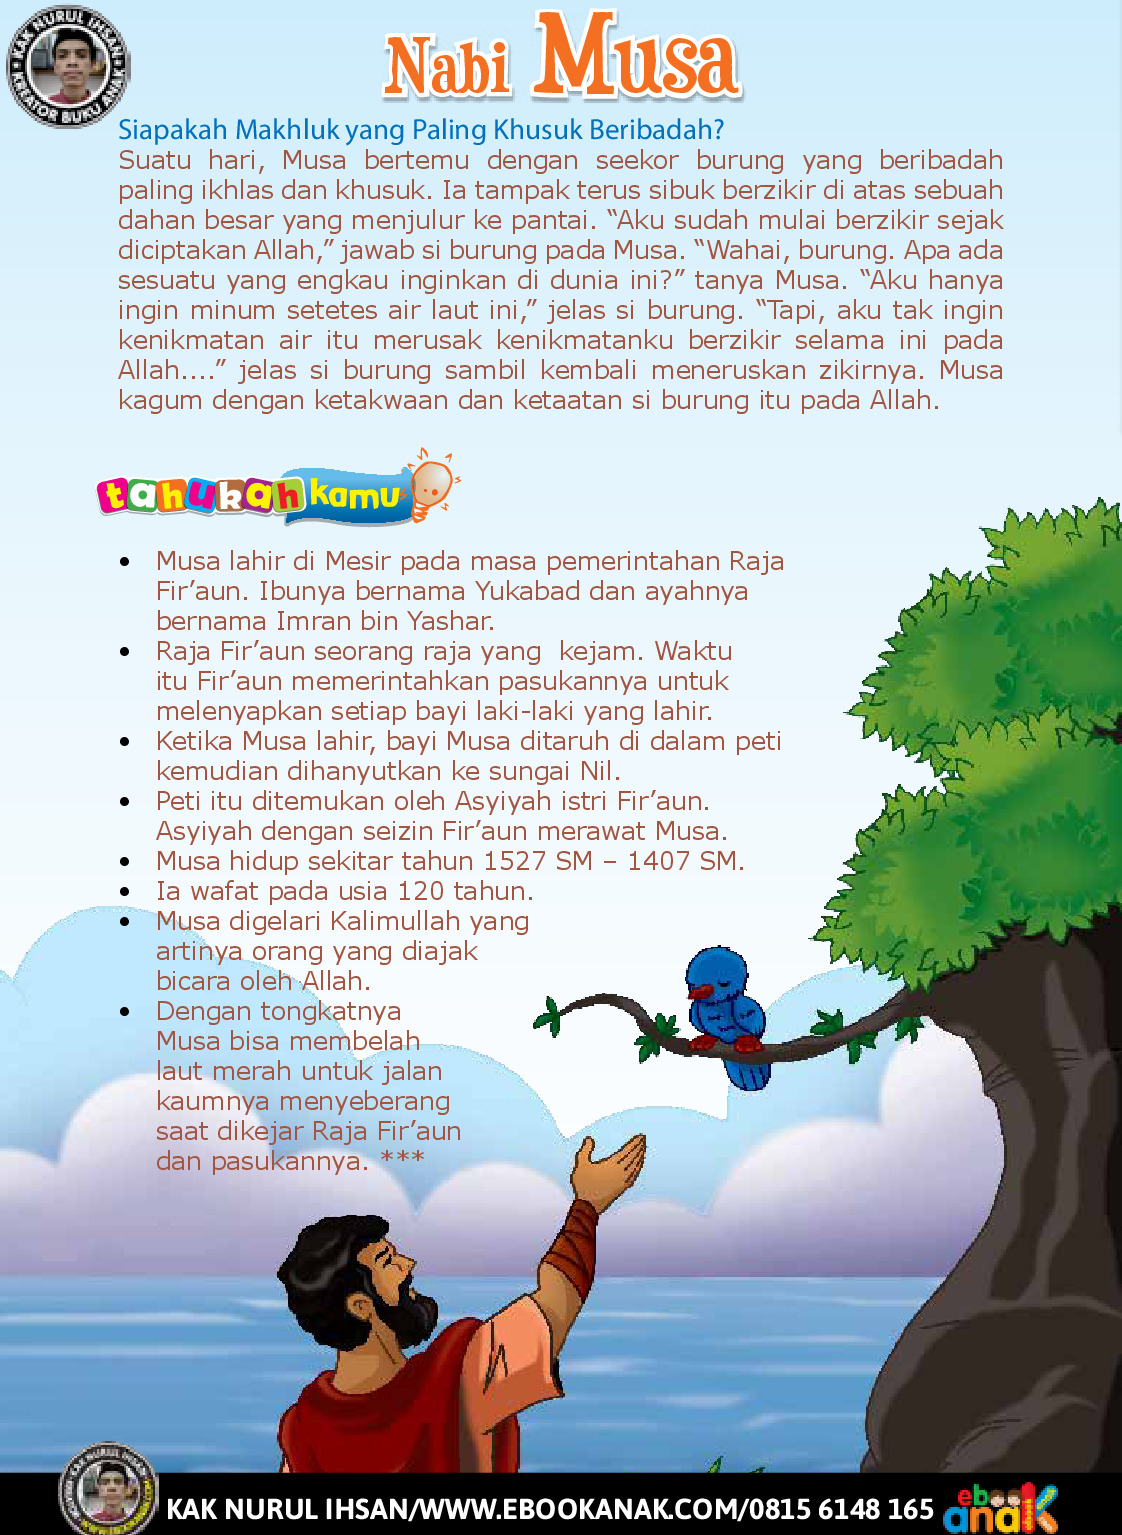 KAK NURUL IHSAN
KREATOR BUKU ANAK
Nabi Musa
Siapakah Makhluk yang Paling Khusuk Beribadah?
Suatu hari, Musa bertemu dengan seekor burung yang beribadah
paling ikhlas dan khusuk. Ia tampak terus sibuk berzikir di atas sebuah
dahan besar yang menjulur ke pantai. “Aku sudah mulai berzikir sejak
diciptakan Allah,” jawab si burung pada Musa. “Wahai, burung. Apa ada
sesuatu yang engkau inginkan di dunia ini?” tanya Musa. “Aku hanya
ingin minum setetes air laut ini,” jelas si burung. “Tapi, aku tak ingin
kenikmatan air itu merusak kenikmatanku berzikir selama ini pada
Allah....” jelas si burung sambil kembali meneruskan zikirnya. Musa
kagum dengan ketakwaan dan ketaatan si burung itu pada Allah.
tahukah kamu
• Musa lahir di Mesir pada masa pemerintahan Raja
Fir’aun. Ibunya bernama Yukabad dan ayahnya
bernama Imran bin Yashar.
• Raja Fir’aun seorang raja yang kejam. Waktu
itu Fir’aun memerintahkan pasukannya untuk
melenyapkan setiap bayi laki-laki yang lahir.
• Ketika Musa lahir, bayi Musa ditaruh di dalam peti
kemudian dihanyutkan ke sungai Nil.
• Peti itu ditemukan oleh Asyiyah istri Fir’aun.
Asyiyah dengan seizin Fir’aun merawat Musa.
• Musa hidup sekitar tahun 1527 SM – 1407 SM.
• Ia wafat pada usia 120 tahun.
• Musa digelari Kalimullah yang
artinya orang yang diajak
bicara oleh Allah.
• Dengan tongkatnya
Musa bisa membelah
laut merah untuk jalan
kaumnya menyeberang
saat dikejar Raja Fir’aun
dan pasukannya. ***
KAK NURUL IHSAN/WWW.EBOOKANAK.COM/0815 6148 165
ebook
anak